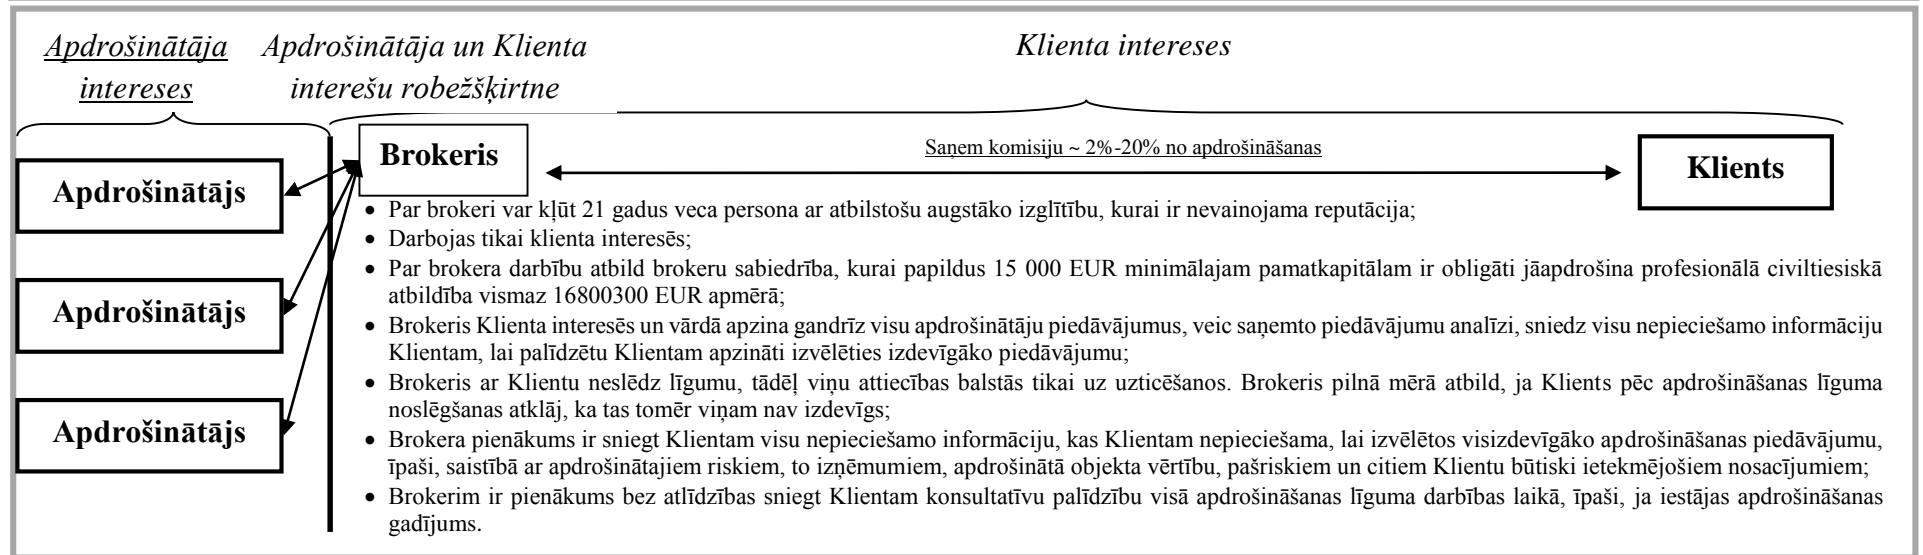 Apdrošinātāja
intereses
Apdrošinātāja un Klienta
interešu robežšķirtne
Klienta intereses
Apdrošinātājs
Apdrošinātājs
Apdrošinātājs
Brokeris
Saņem komisiju ~ 2%-20% no apdrošināšanas
Klients
• Par brokeri var kļūt 21 gadus veca persona ar atbilstošu augstāko izglītību, kurai ir nevainojama reputācija;
• Darbojas tikai klienta interesēs;
• Par brokera darbību atbild brokeru sabiedrība, kurai papildus 15 000 EUR minimālajam pamatkapitālam ir obligāti jāapdrošina profesionālā civiltiesiskā
atbildība vismaz 16800300 EUR apmērā;
• Brokeris Klienta interesēs un vārdā apzina gandrīz visu apdrošinātāju piedāvājumus, veic saņemto piedāvājumu analīzi, sniedz visu nepieciešamo informāciju
Klientam, lai palīdzētu Klientam apzināti izvēlēties izdevīgāko piedāvājumu;
• Brokeris ar Klientu neslēdz līgumu, tādēļ viņu attiecības balstās tikai uz uzticēšanos. Brokeris pilnā mērā atbild, ja Klients pēc apdrošināšanas līguma
noslēgšanas atklāj, ka tas tomēr viņam nav izdevīgs;
• Brokera pienākums ir sniegt Klientam visu nepieciešamo informāciju, kas Klientam nepieciešama, lai izvēlētos visizdevīgāko apdrošināšanas piedāvājumu,
īpaši, saistībā ar apdrošinātajiem riskiem, to izņēmumiem, apdrošinātā objekta vērtību, pašriskiem un citiem Klientu būtiski ietekmējošiem nosacījumiem;
• Brokerim ir pienākums bez atlīdzības sniegt Klientam konsultatīvu palīdzību visā apdrošināšanas līguma darbības laikā, īpaši, ja iestājas apdrošināšanas
gadījums.